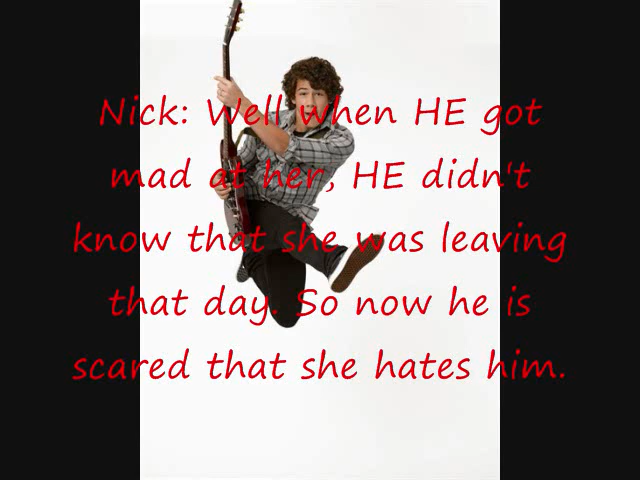 Nick: Well when HE got
mad at her, HE didn't
know that she was leaving
that day. So now he is
scared that she hates him.